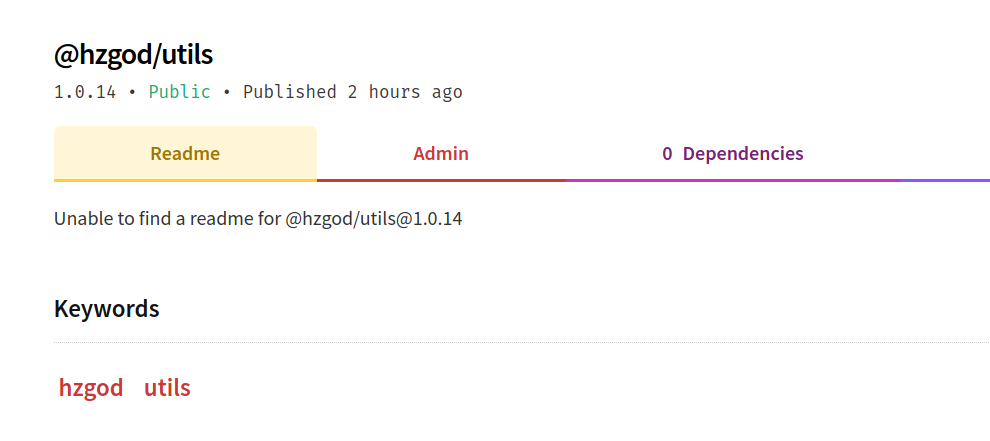 @hzgod/utils
1.0.14 • Public • Published 2 hours ago
Readme Admin 0 Dependencies
Unable to find a readme for @hzgod/utils@1.0.14
Keywords
hzgod utils